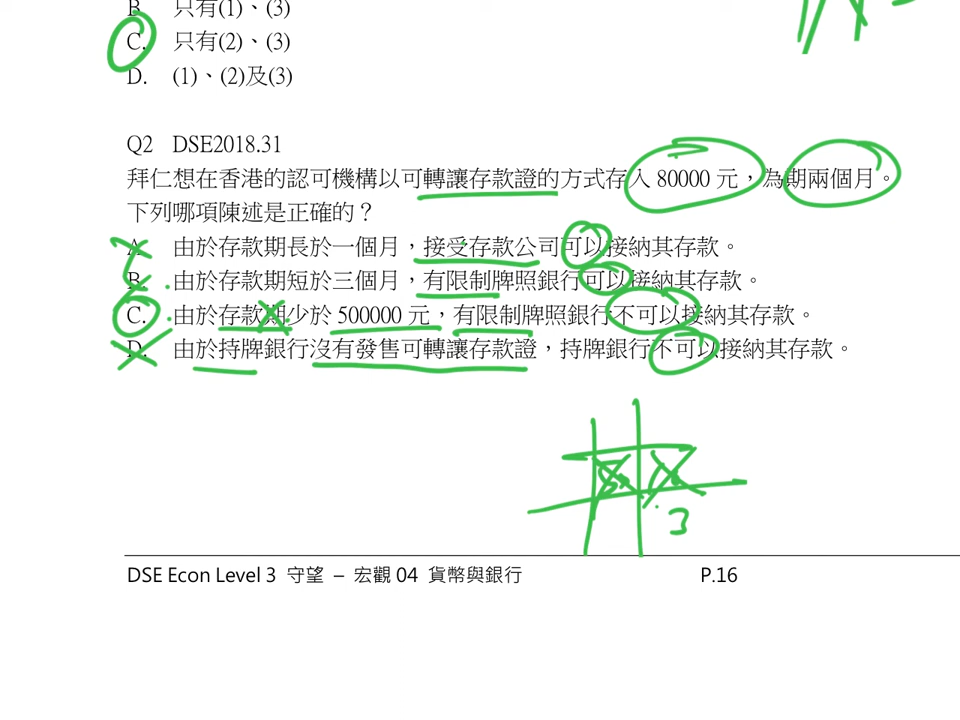 B. 只有(1)、(3)
C. 只有(2)、(3)
D. (1)、(2)及(3)
Q2 DSE2018.31
拜仁想在香港的認可機構以可轉讓存款證的方式存入 80000 元，為期兩個月。
下列哪項陳述是正確的？
A. 由於存款期長於一個月，接受存款公司可以接納其存款。
B. 由於存款期短於三個月，有限制牌照銀行可以接納其存款。
C. 由於存款期少於 500000 元，有限制牌照銀行不可以接納其存款。
D. 由於持牌銀行沒有發售可轉讓存款證，持牌銀行不可以接納其存款。
3
DSE Econ Level 3 守望 – 宏觀 04 貨幣與銀行 P.16